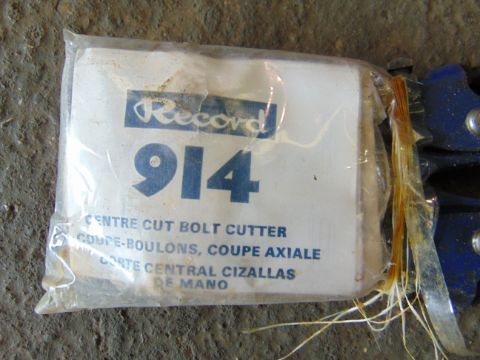 Record
914
CENTRE CUT BOLT CUTTER
COUPE-BOULONS, COUPE AXIALE
CORTE CENTRAL CIZALLAS
DE MANO